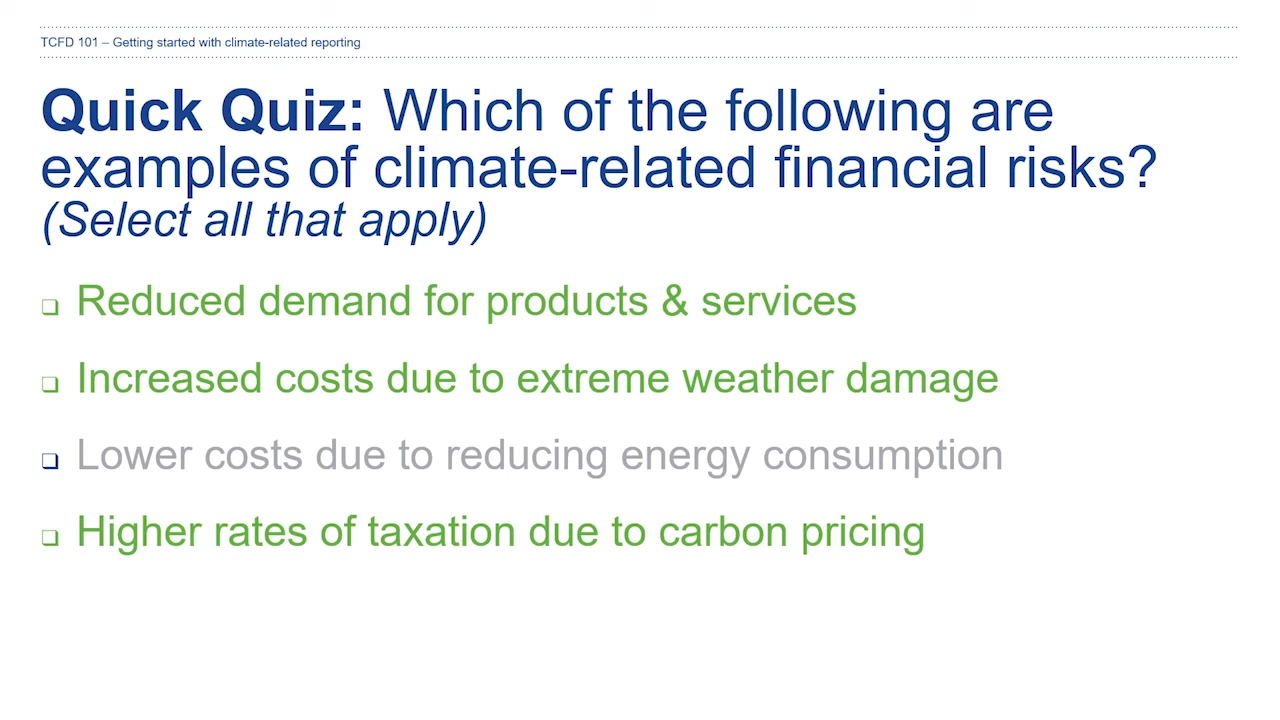 TCFD 101 – Getting started with climate-related reporting
Quick Quiz: Which of the following are
examples of climate-related financial risks?
(Select all that apply)
❑ Reduced demand for products & services
❑ Increased costs due to extreme weather damage
❑ Lower costs due to reducing energy consumption
❑ Higher rates of taxation due to carbon pricing